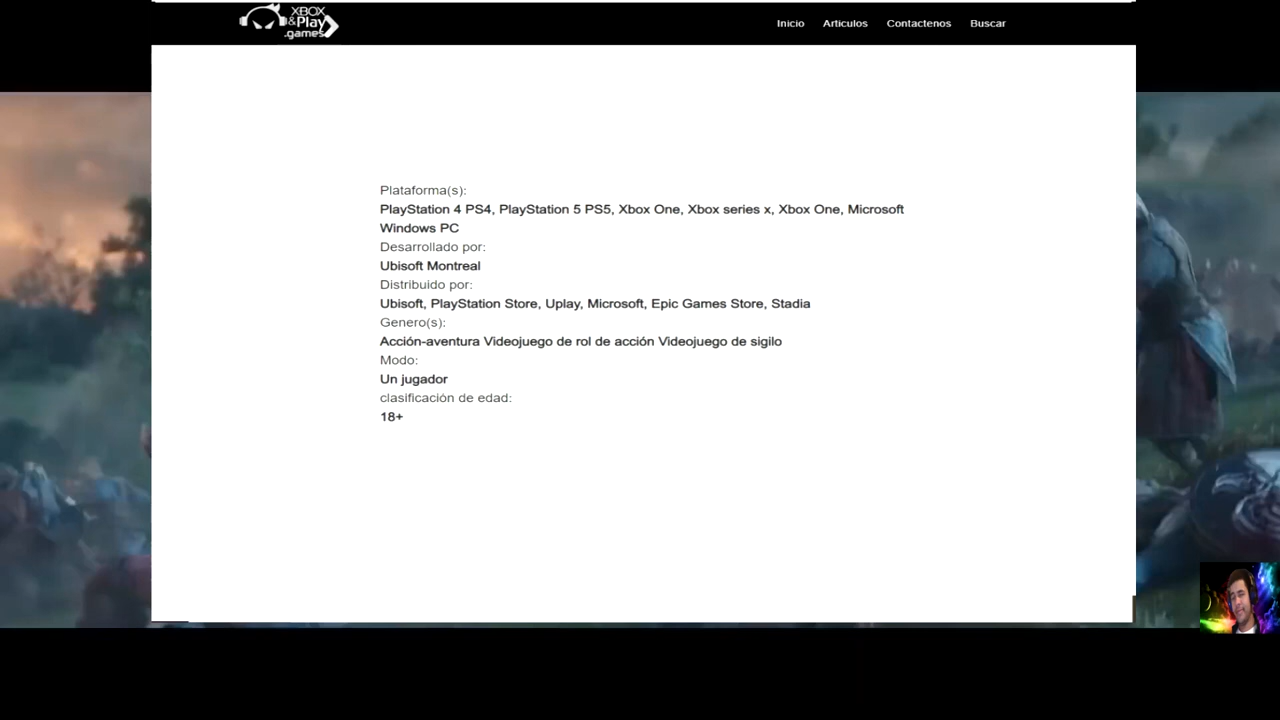 XBOX
&Play
.games
Inicio Articulos Contactenos Buscar
Plataforma(s):
PlayStation 4 PS4, PlayStation 5 PS5, Xbox One, Xbox series x, Xbox One, Microsoft
Windows PC
Desarrollado por:
Ubisoft Montreal
Distribuido por:
Ubisoft, PlayStation Store, Uplay, Microsoft, Epic Games Store, Stadia
Genero(s):
Acción-aventura Videojuego de rol de acción Videojuego de sigilo
Modo:
Un jugador
clasificación de edad:
18+